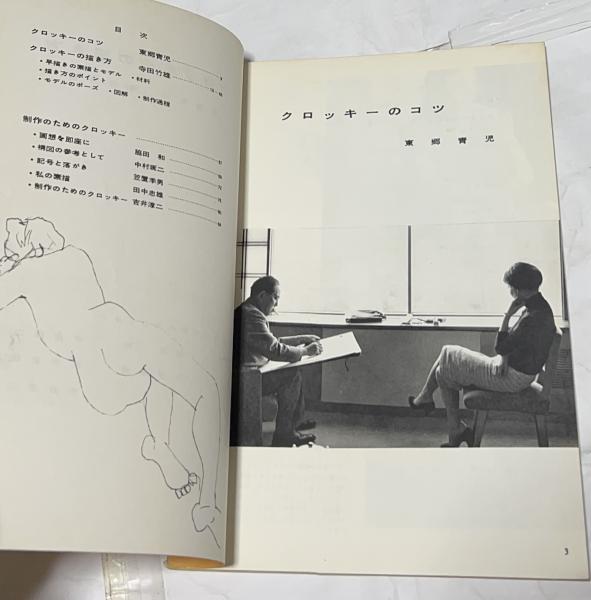 目 次
クロッキーのコツ 東郷青児 3
クロッキーの描き方 寺田竹雄
・早描きの素描とモデル ・材料
・描き方のポイント
・モデルのポーズ ・図解 ・制作過程
制作のためのクロッキー
・画想を即座に 脇田 和
・構図の参考として 中村琢二
・記号と落がき 笠置季男
・私の素描 田中忠雄
・制作のためのクロッキー 吉井淳二
クロッキーのコツ
東郷青児
3